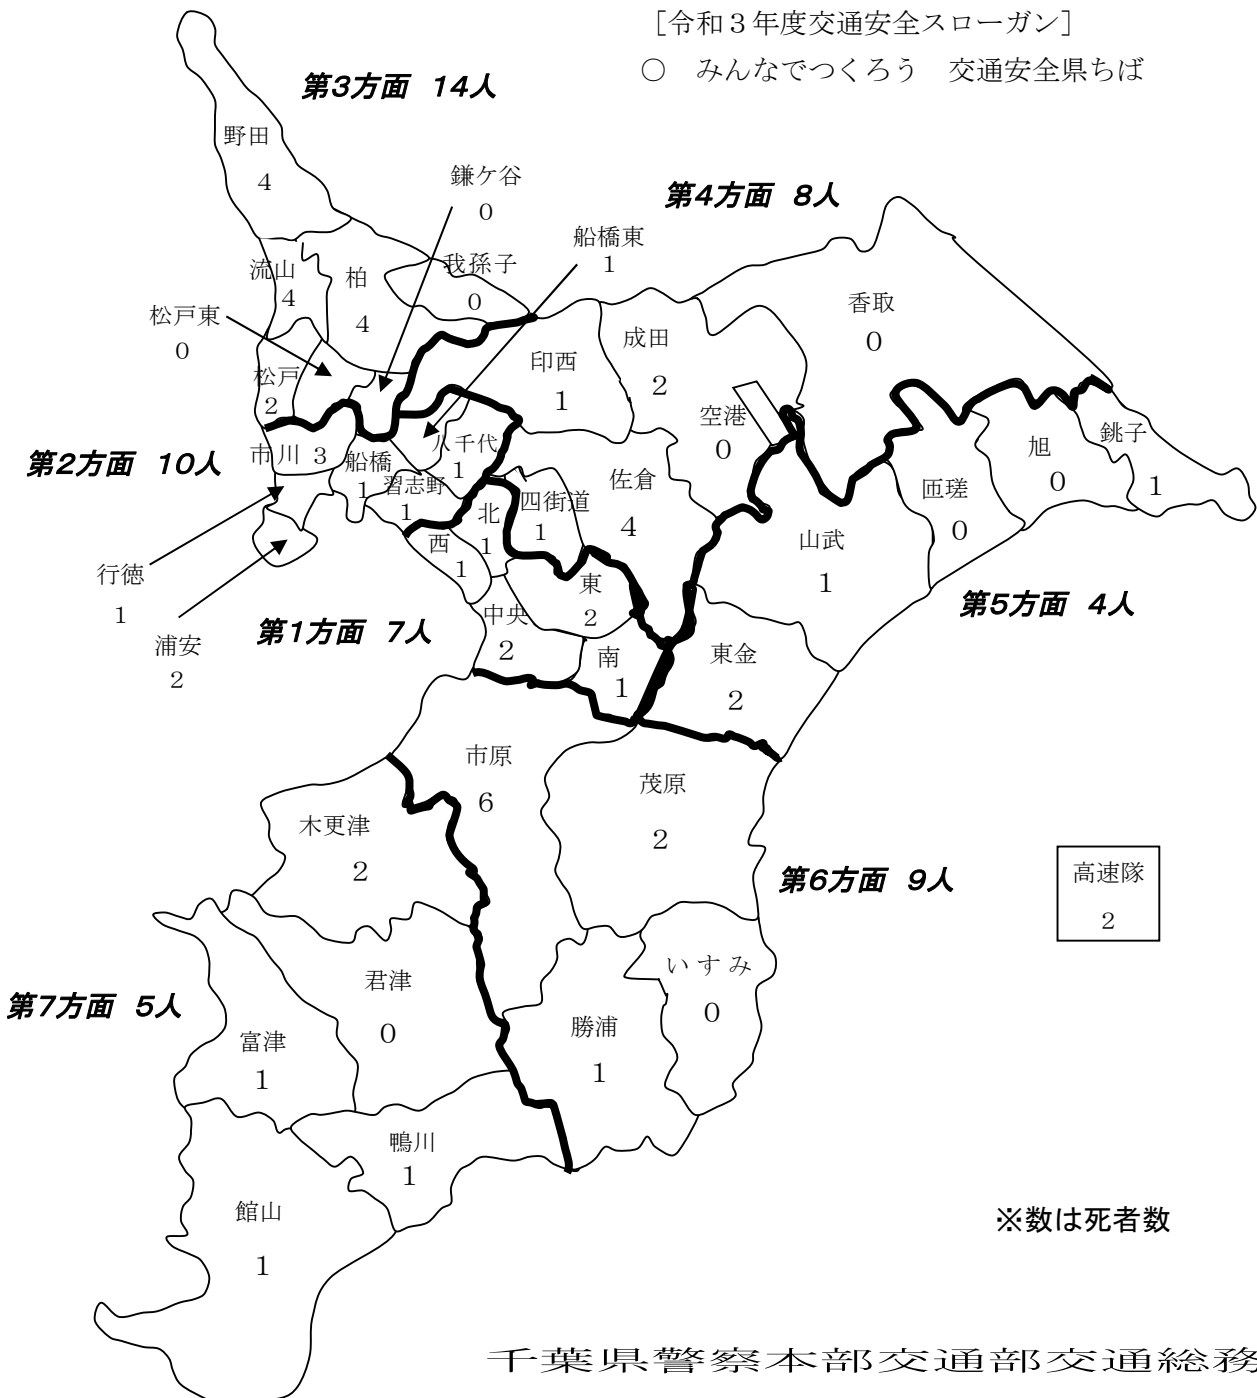 ［令和３年度交通安全スローガン］
○　みんなでつくろう　交通安全県ちば
第3方面 14人
野田
4
鎌ケ谷
0
第4方面 8人
船橋東
1
流山
4
柏
4
我孫子
0
松戸東
0
松戸
2
香取
0
成田
2
印西
1
空港
0
第2方面 10人
市川 3
船橋
1
八千代
1
習志野
1
佐倉
4
四街道
1
北
1
西
1
旭
0
銚子
1
匝瑳
0
山武
1
行徳
1
浦安
2
第1方面 7人
中央
2
東
2
南
1
東金
2
第5方面 4人
市原
6
茂原
2
木更津
2
第6方面 9人
高速隊
2
第7方面 5人
君津
0
富津
1
いすみ
0
勝浦
1
鴨川
1
館山
1
※数は死者数
千葉県警察本部交通部交通総務